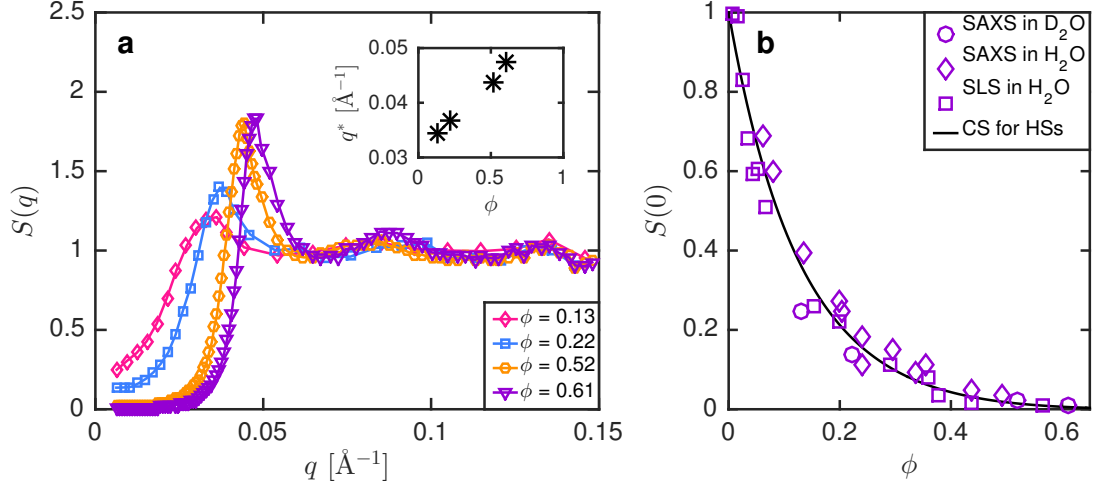 a
S(q)
2.5
2
1.5
1
0.5
0
0
0.05
0.1
0.15
q [Å⁻¹]
q* [Å⁻¹]
0.05
0.04
0.03
0
0.5
1
ϕ
ϕ = 0.13
ϕ = 0.22
ϕ = 0.52
ϕ = 0.61
b
S(0)
1
0.8
0.6
0.4
0.2
0
0
0.2
0.4
0.6
ϕ
SAXS in D₂O
SAXS in H₂O
SLS in H₂O
CS for HSs